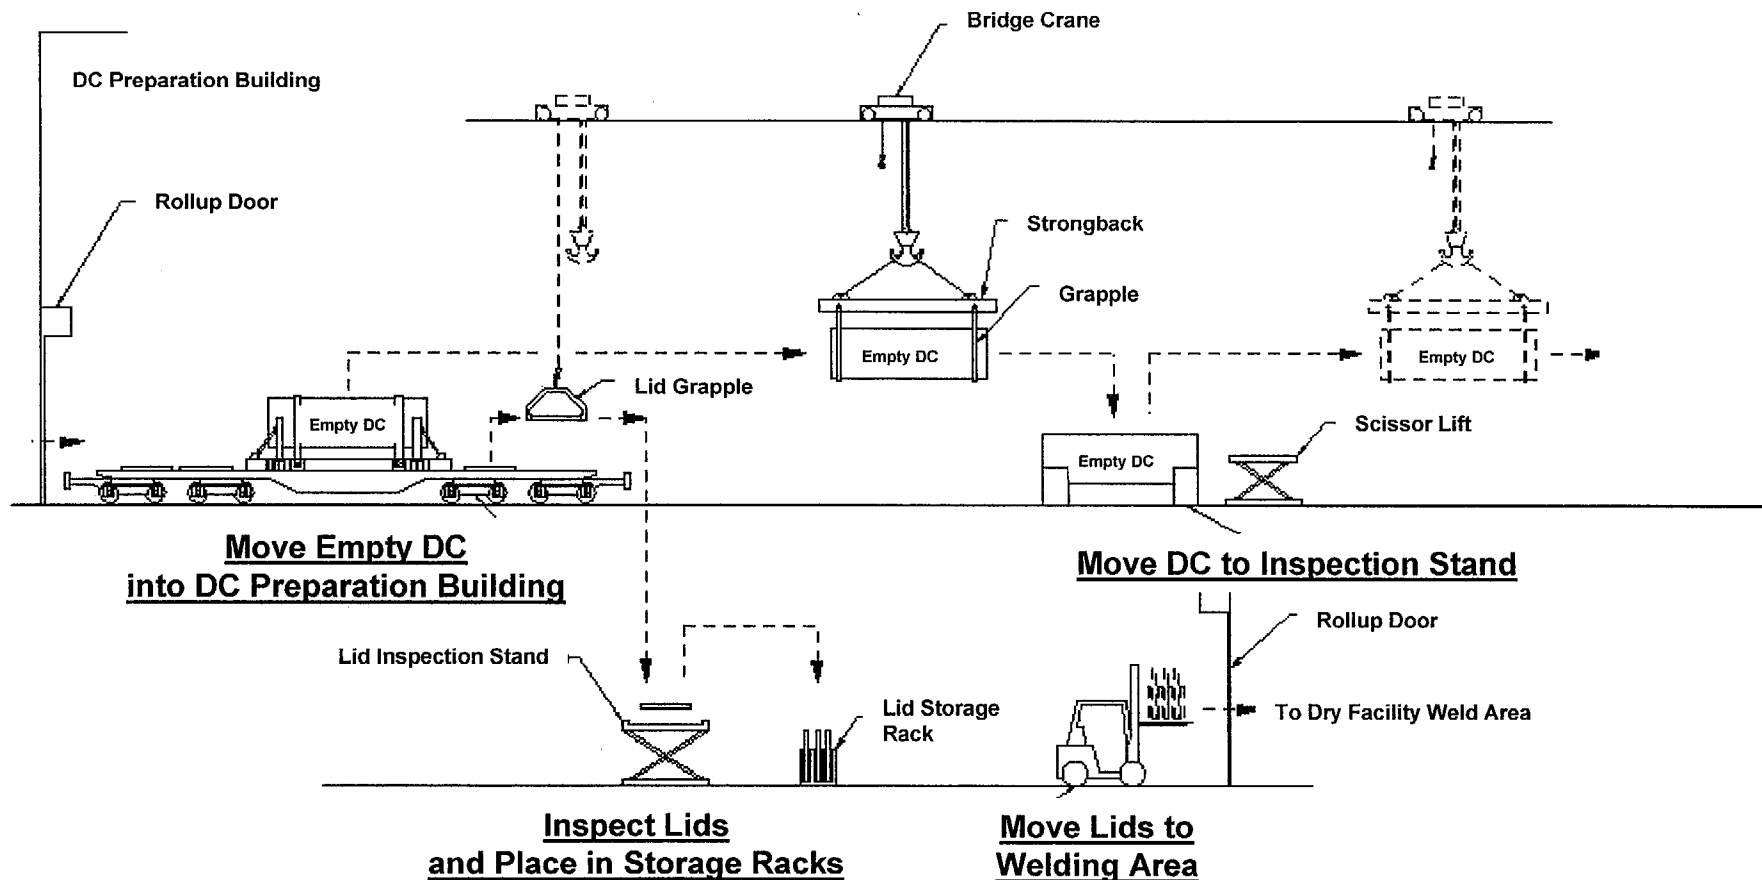 Bridge Crane
DC Preparation Building
Rollup Door
Strongback
Grapple
Empty DC
Empty DC
Lid Grapple
Empty DC
Scissor Lift
Empty DC
Move Empty DC
into DC Preparation Building
Move DC to Inspection Stand
Rollup Door
Lid Inspection Stand
Lid Storage
Rack
To Dry Facility Weld Area
Inspect Lids
and Place in Storage Racks
Move Lids to
Welding Area